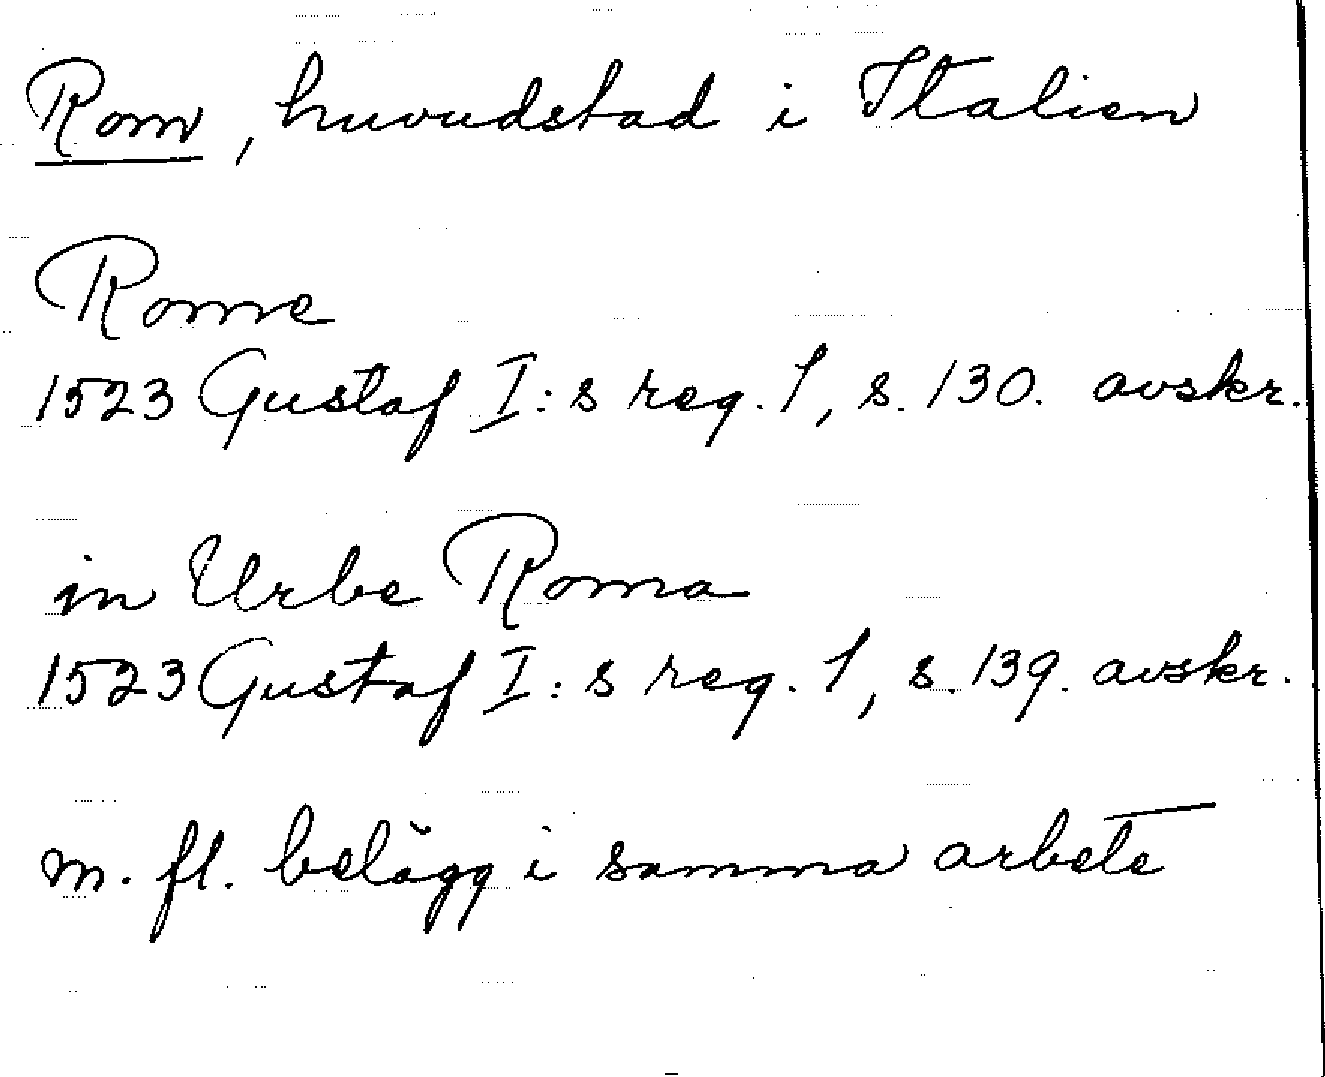 Rom, huvudstad i Italien
Rome
1523 Gustaf I:s reg. 1, s. 130. avskr.
in Urbe Roma
1523 Gustaf I:s reg. 1, s. 139. avskr.
m. fl. belägg i samma arbete